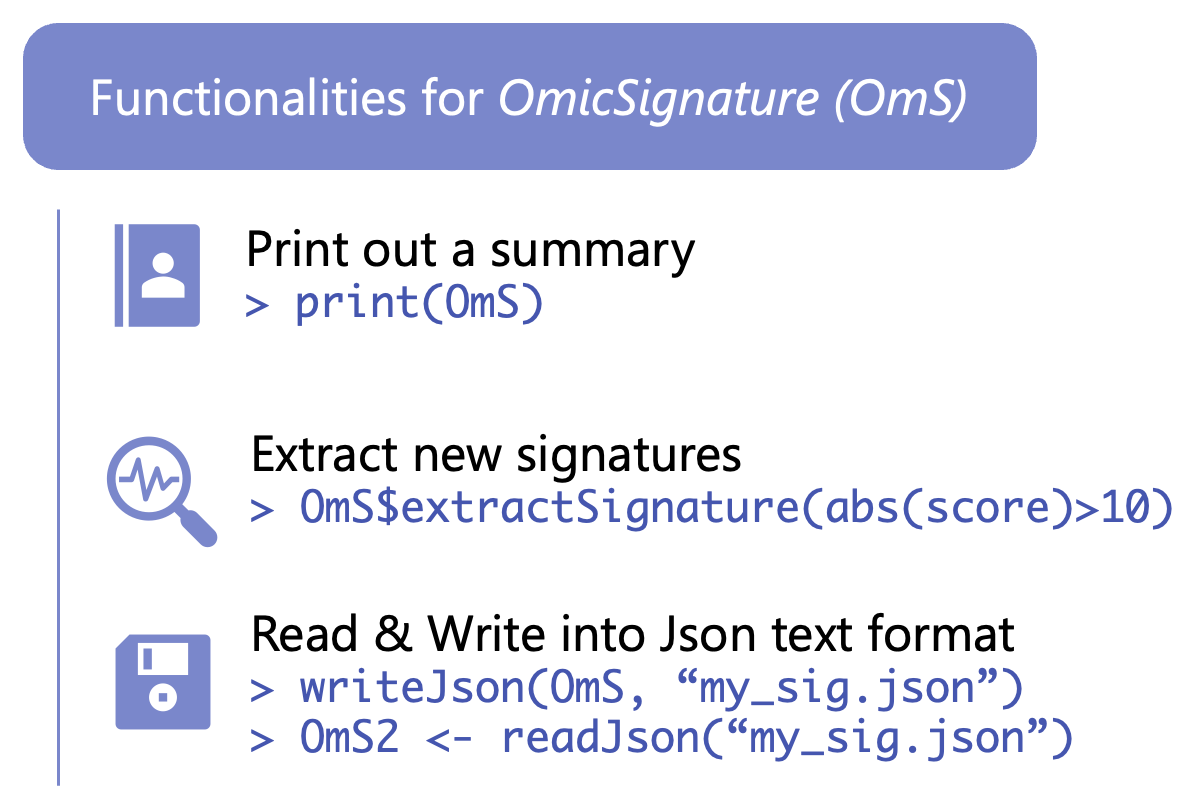 Functionalities for OmicSignature (OmS)
Print out a summary
> print(OmS)
Extract new signatures
> OmS$extractSignature(abs(score)>10)
Read & Write into Json text format
> writeJson(OmS, “my_sig.json”)
> OmS2 <- readJson(“my_sig.json”)